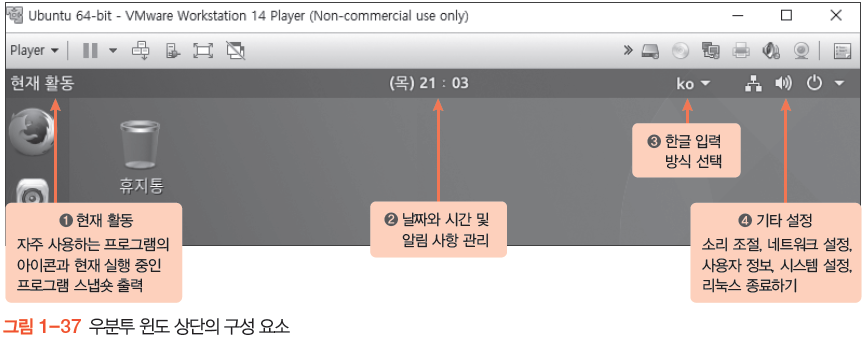 Ubuntu 64-bit - VMware Workstation 14 Player (Non-commercial use only)
Player
현재 활동
(목) 21 : 03
ko
휴지통
❶ 현재 활동
자주 사용하는 프로그램의
아이콘과 현재 실행 중인
프로그램 스냅숏 출력
❷ 날짜와 시간 및
알림 사항 관리
❸ 한글 입력
방식 선택
❹ 기타 설정
소리 조절, 네트워크 설정,
사용자 정보, 시스템 설정,
리눅스 종료하기
그림 1-37 우분투 윈도 상단의 구성 요소